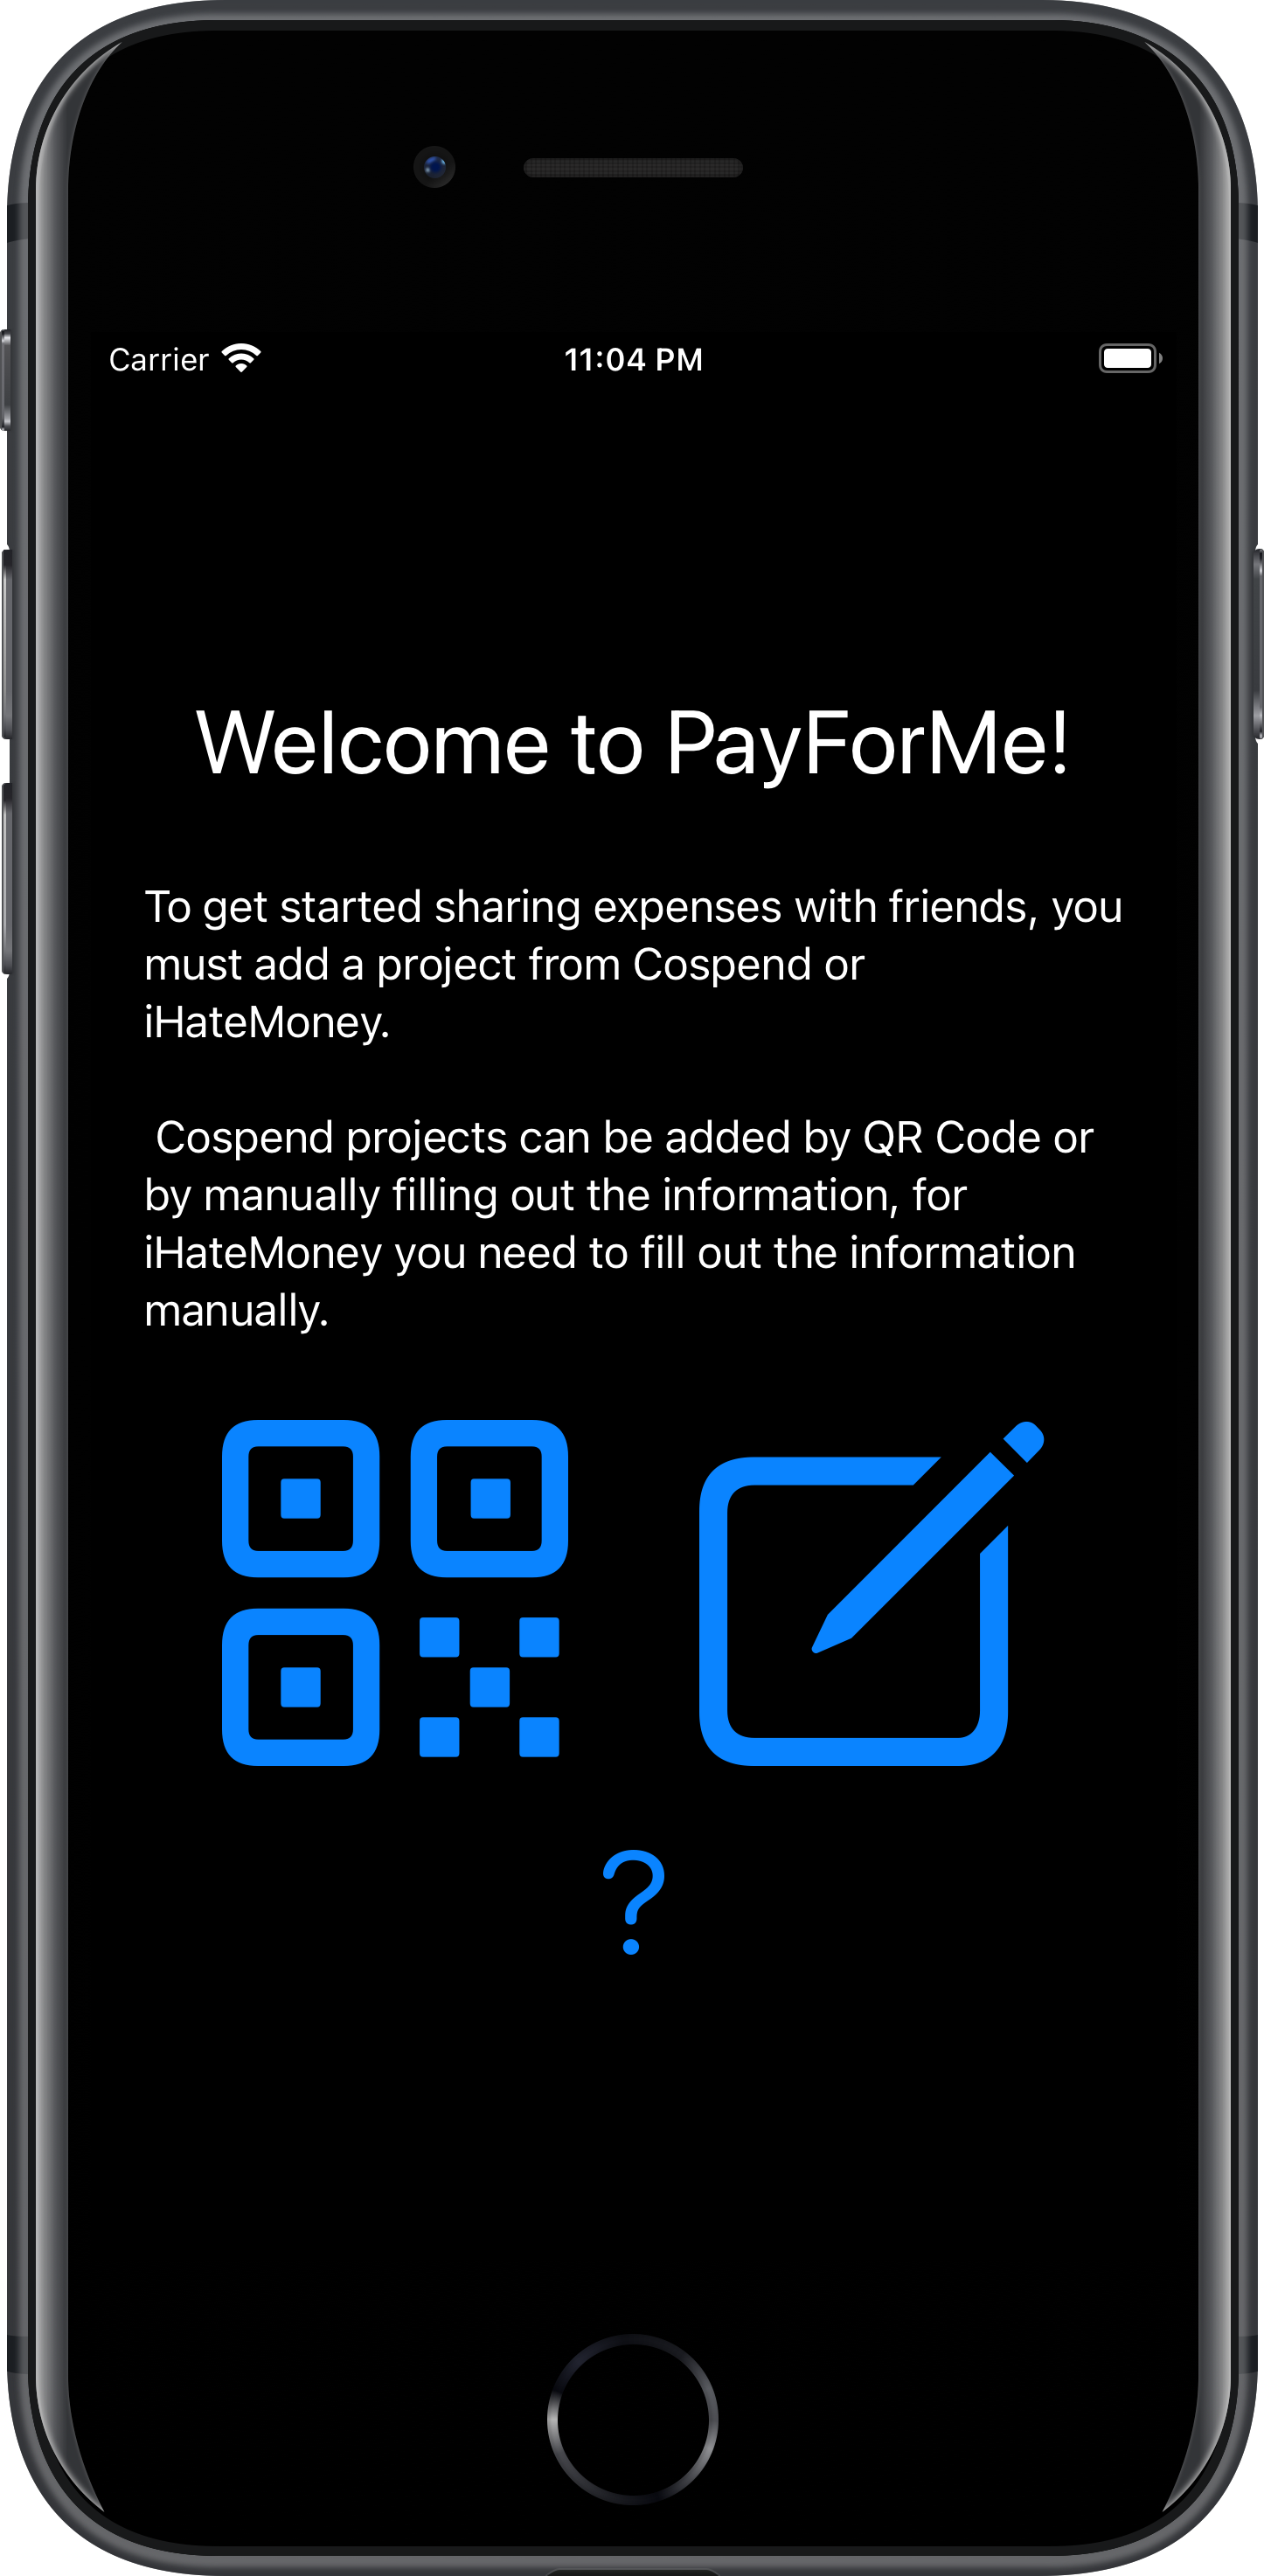 Carrier 11:04 PM
Welcome to PayForMe!
To get started sharing expenses with friends, you
must add a project from Cospend or
iHateMoney.
Cospend projects can be added by QR Code or
by manually filling out the information, for
iHateMoney you need to fill out the information
manually.
?